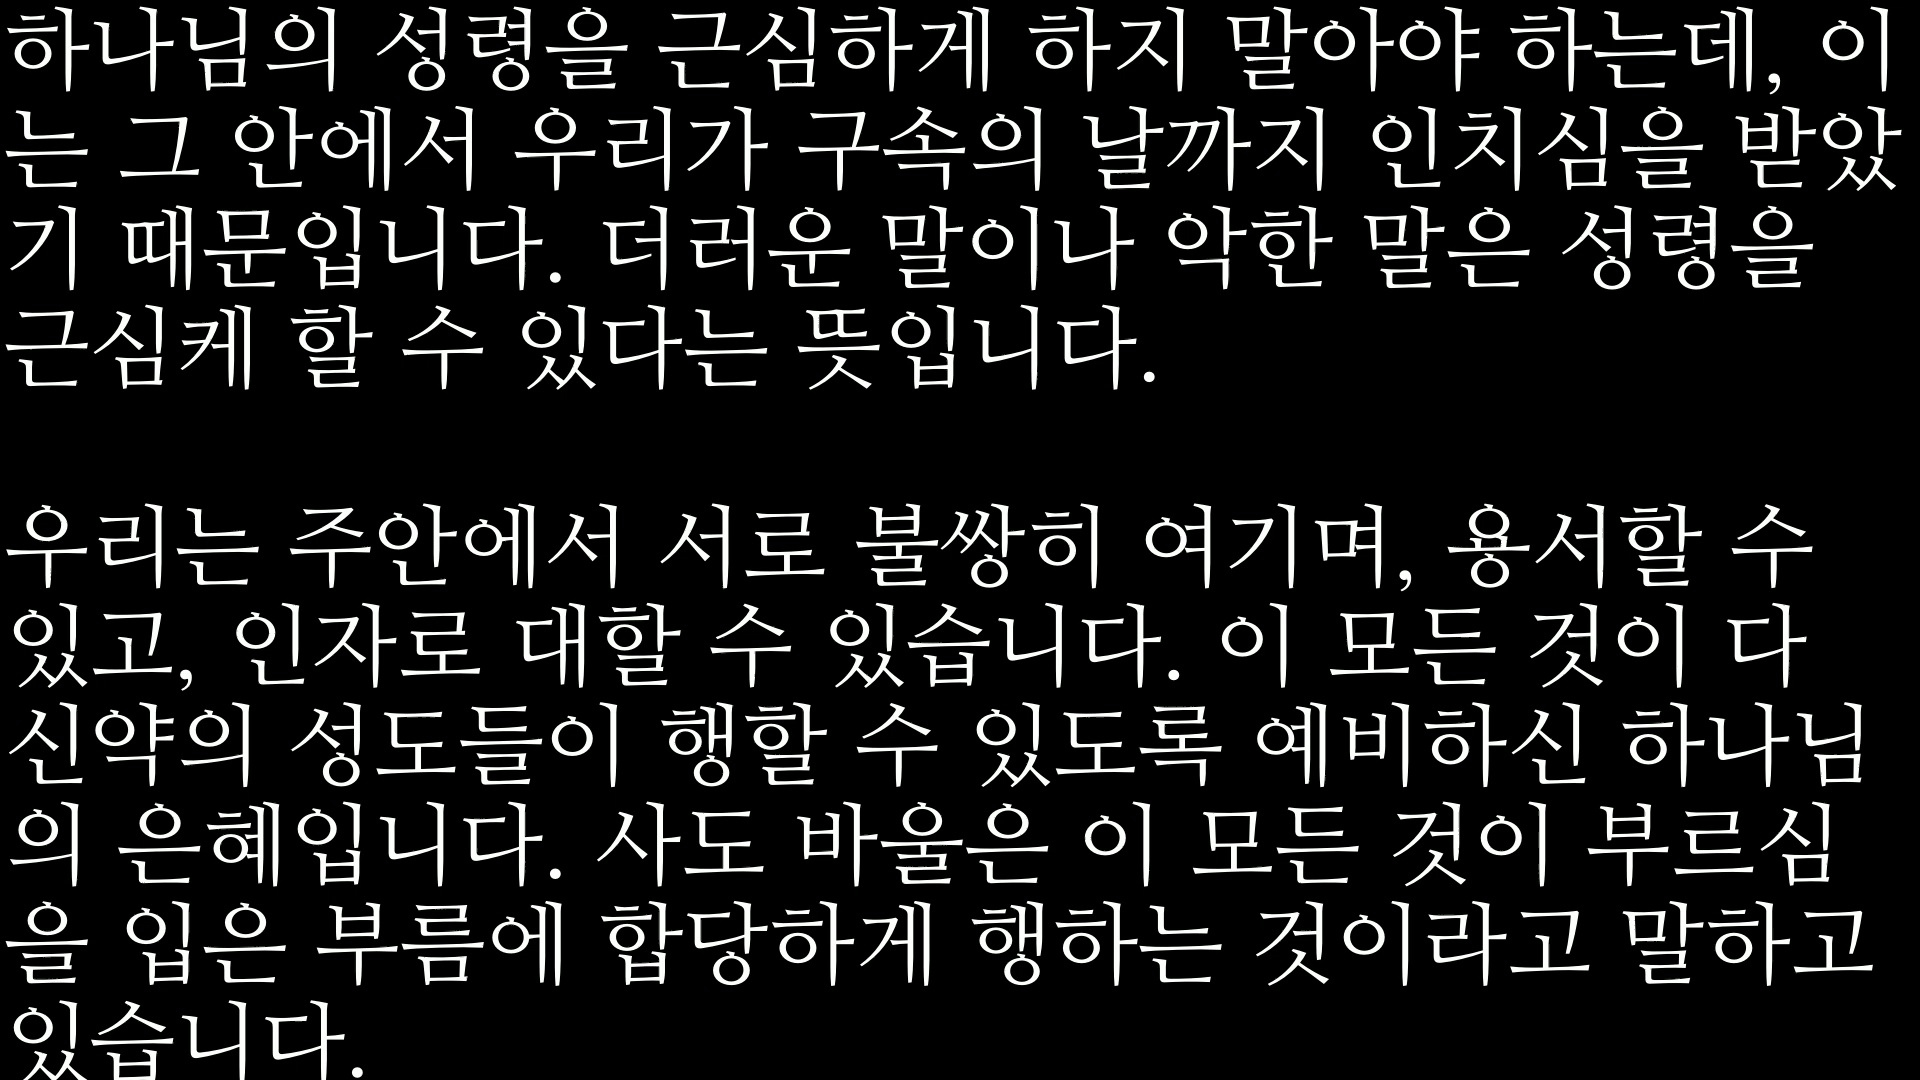 하나님의 성령을 근심하게 하지 말아야 하는데, 이
는 그 안에서 우리가 구속의 날까지 인치심을 받았
기 때문입니다. 더러운 말이나 악한 말은 성령을
근심케 할 수 있다는 뜻입니다.
우리는 주안에서 서로 불쌍히 여기며, 용서할 수
있고, 인자로 대할 수 있습니다. 이 모든 것이 다
신약의 성도들이 행할 수 있도록 예비하신 하나님
의 은혜입니다. 사도 바울은 이 모든 것이 부르심
을 입은 부름에 합당하게 행하는 것이라고 말하고
있습니다.